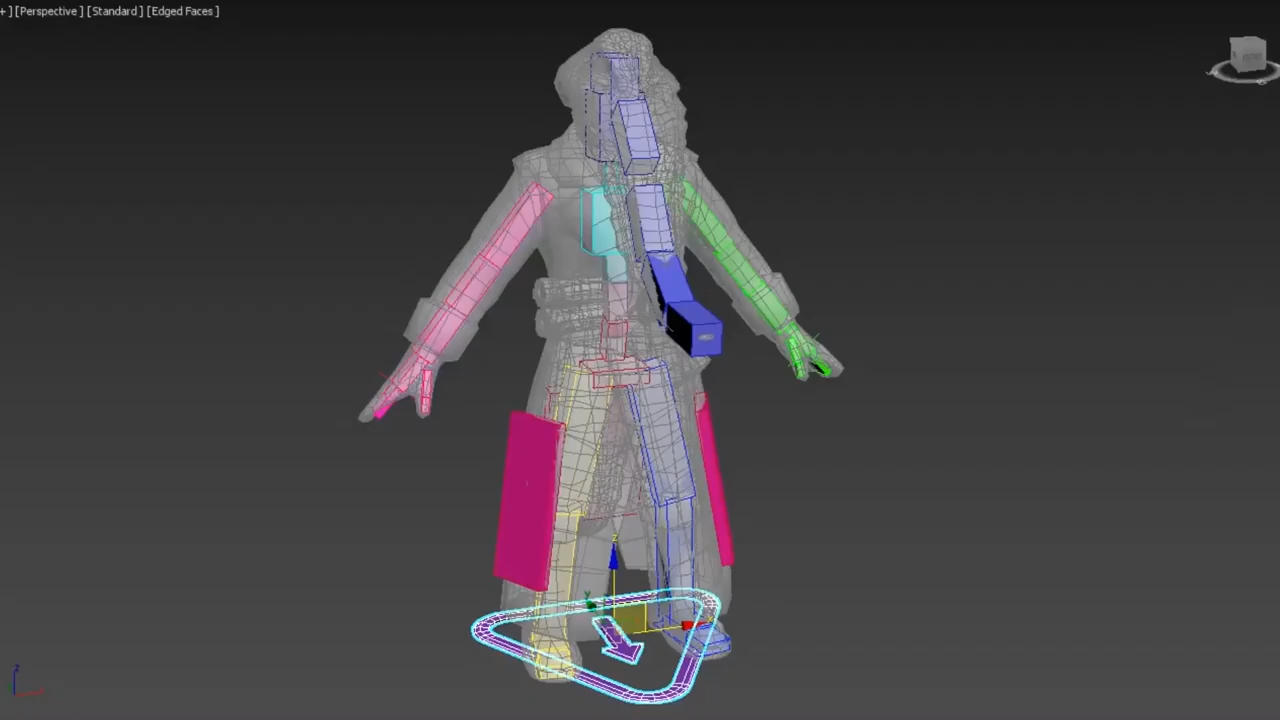 + ] [Perspective ] [Standard ] [Edged Faces ]
z
z